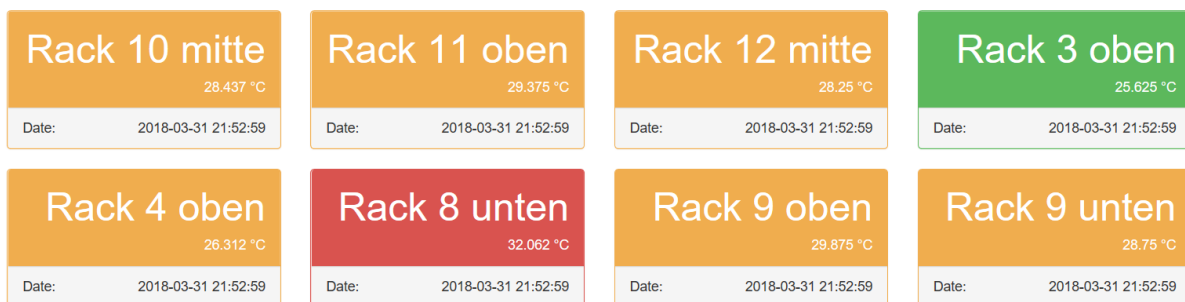 Rack 10 mitte
28.437 °C
Date: 2018-03-31 21:52:59
Rack 11 oben
29.375 °C
Date: 2018-03-31 21:52:59
Rack 12 mitte
28.25 °C
Date: 2018-03-31 21:52:59
Rack 3 oben
25.625 °C
Date: 2018-03-31 21:52:59
Rack 4 oben
26.312 °C
Date: 2018-03-31 21:52:59
Rack 8 unten
32.062 °C
Date: 2018-03-31 21:52:59
Rack 9 oben
29.875 °C
Date: 2018-03-31 21:52:59
Rack 9 unten
28.75 °C
Date: 2018-03-31 21:52:59